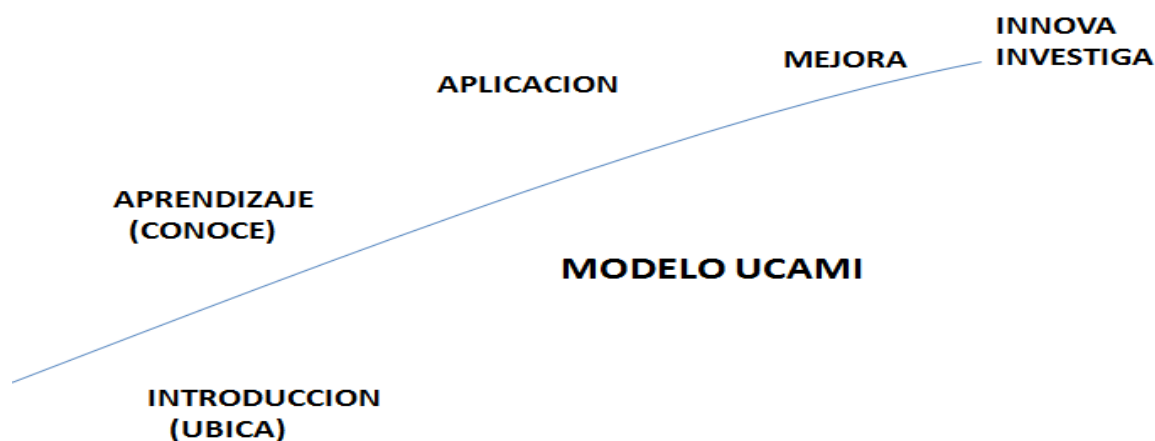 INNOVA
INVESTIGA
MEJORA
APLICACION
APRENDIZAJE
(CONOCE)
MODELO UCAMI
INTRODUCCION
(UBICA)